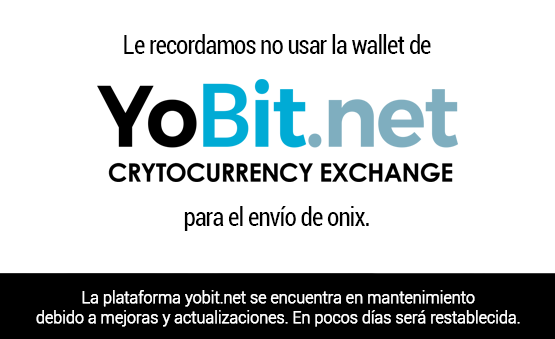 Le recordamos no usar la wallet de
YoBit.net
CRYTOCURRENCY EXCHANGE
para el envío de onix.
La plataforma yobit.net se encuentra en mantenimiento
debido a mejoras y actualizaciones. En pocos días será restablecida.